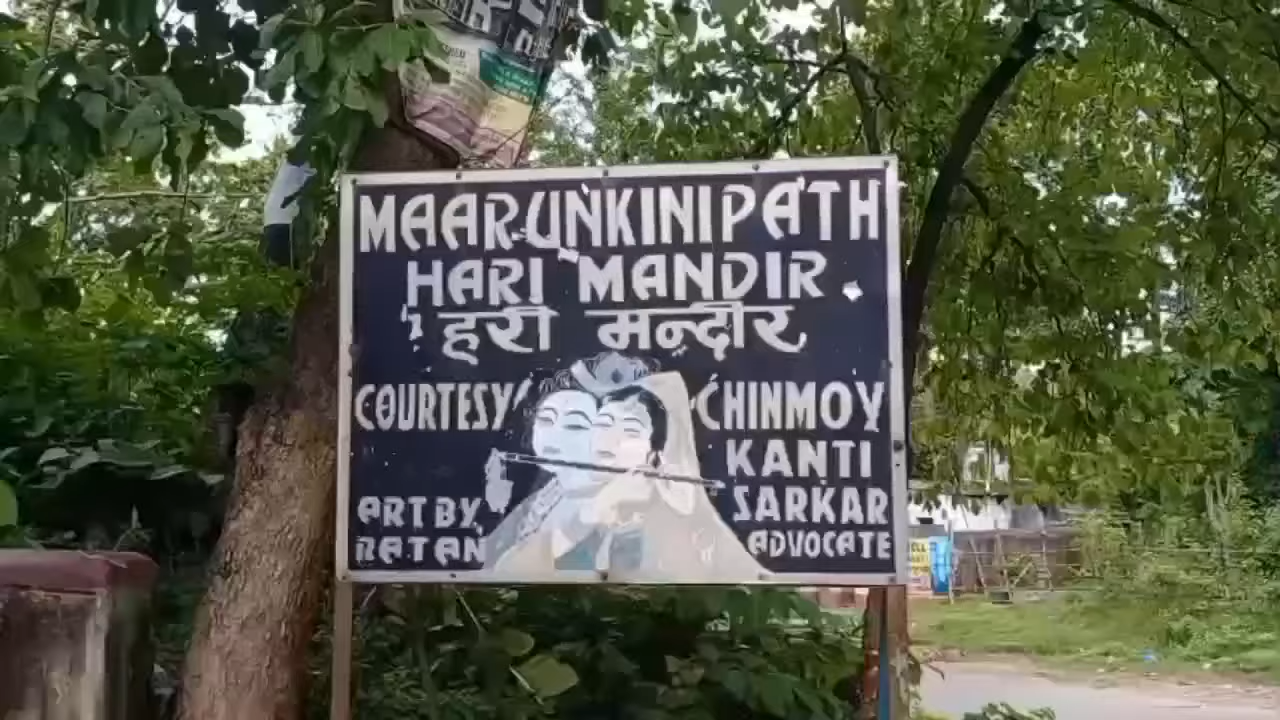 MAARUNKINIPATH
HARI MANDIR
हरी मन्दीर
COURTESY
CHINMOY
KANTI
SARKAR
ADVOCATE
ART BY
RATAN